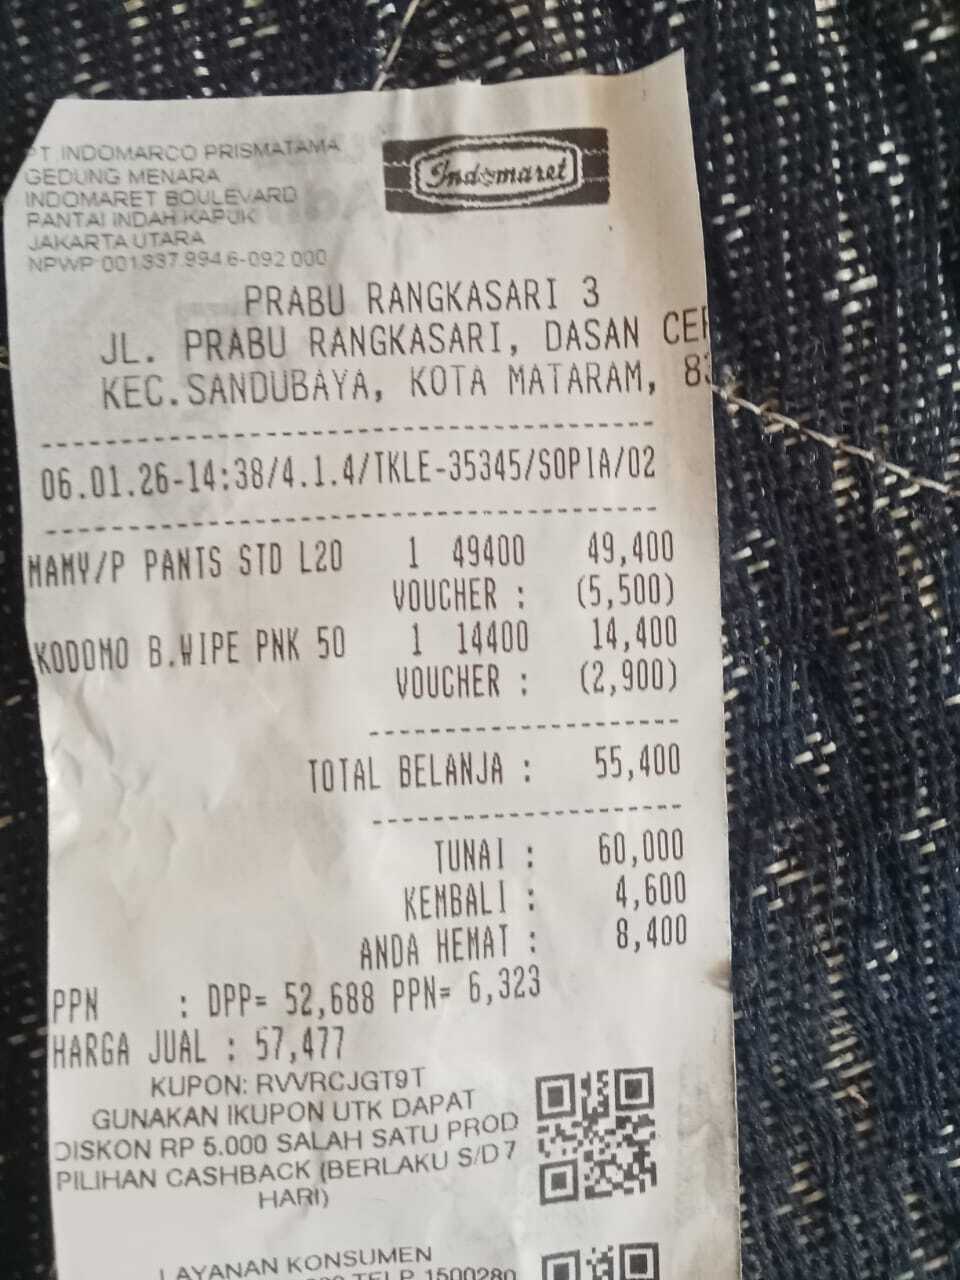 PT INDOMARCO PRISMATAMA
GEDUNG MENARA
INDOMARET BOULEVARD
PANTAI INDAH KAPUK
JAKARTA UTARA
NPWP 001.337.994.6-092.000
Indomaret
PRABU RANGKASARI 3
JL. PRABU RANGKASARI, DASAN
KEC.SANDUBAYA, KOTA MATARAM,
06.01.26-14:38/4.1.4/TKLE-35345/SOPIA/02
MAMY/P PANTS STD L20 1 49400 49,400
VOUCHER : (5,500)
KODOMO B.WIPE PNK 50 1 14400 14,400
VOUCHER : (2,900)
TOTAL BELANJA : 55,400
TUNAI : 60,000
KEMBALI : 4,600
ANDA HEMAT : 8,400
PPN : DPP= 52,688 PPN= 6,323
HARGA JUAL : 57,477
KUPON: RVVRCJGT9T
GUNAKAN IKUPON UTK DAPAT
DISKON RP 5.000 SALAH SATU PROD
PILIHAN CASHBACK (BERLAKU S/D 7
HARI)
LAYANAN KONSUMEN
TELP 1500280